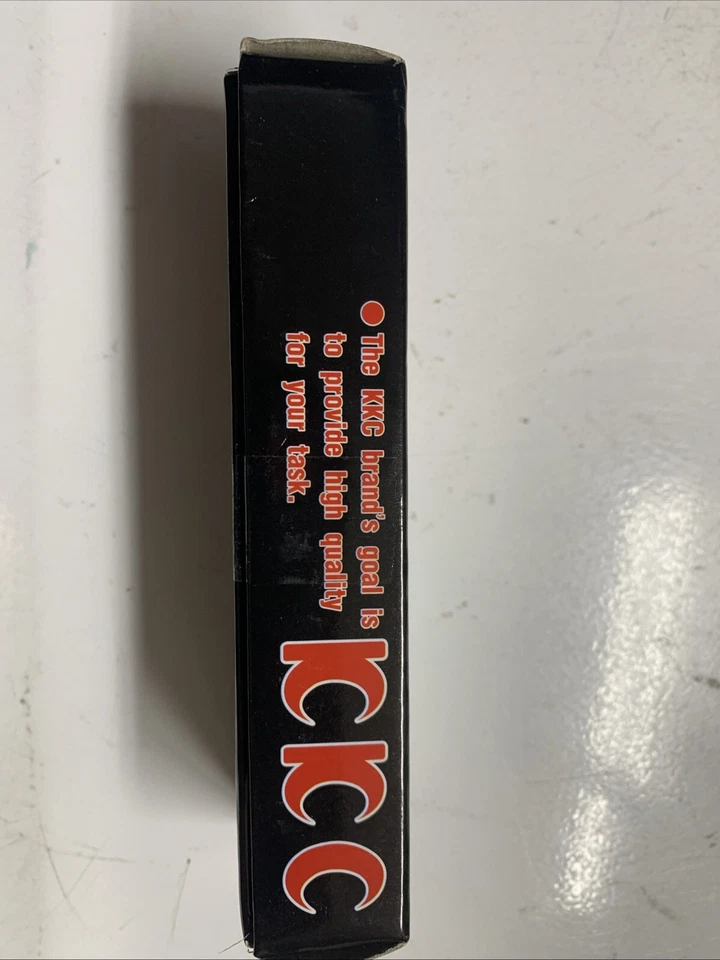 ● The KKC brand's goal is
to provide high quality
for your task.
KKC